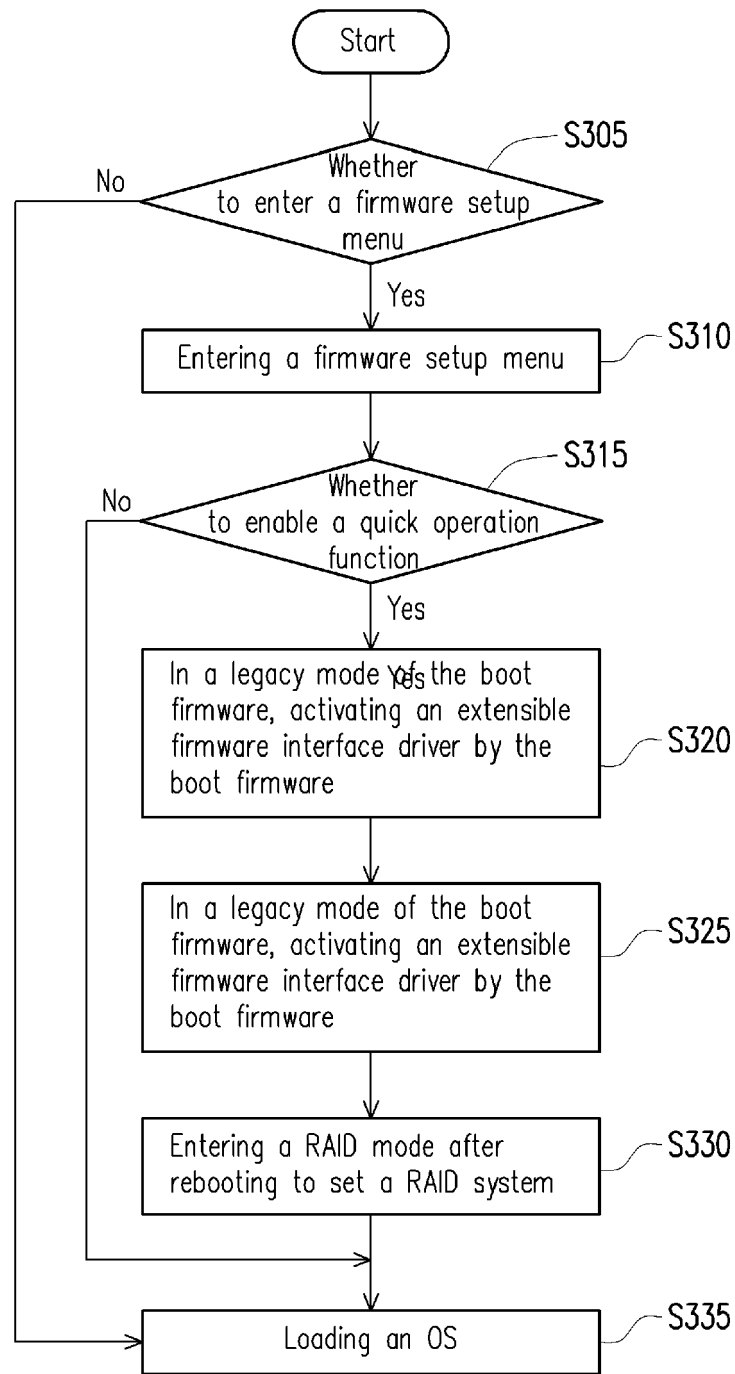 Start
S305
No
Whether
to enter a firmware setup
menu
Yes
S310
Entering a firmware setup menu
S315
No
Whether
to enable a quick operation
function
Yes
In a legacy mode of the boot
Yes
firmware, activating an extensible
firmware interface driver by the
boot firmware
S320
In a legacy mode of the boot
firmware, activating an extensible
firmware interface driver by the
boot firmware
S325
Entering a RAID mode after
rebooting to set a RAID system
S330
Loading an OS
S335